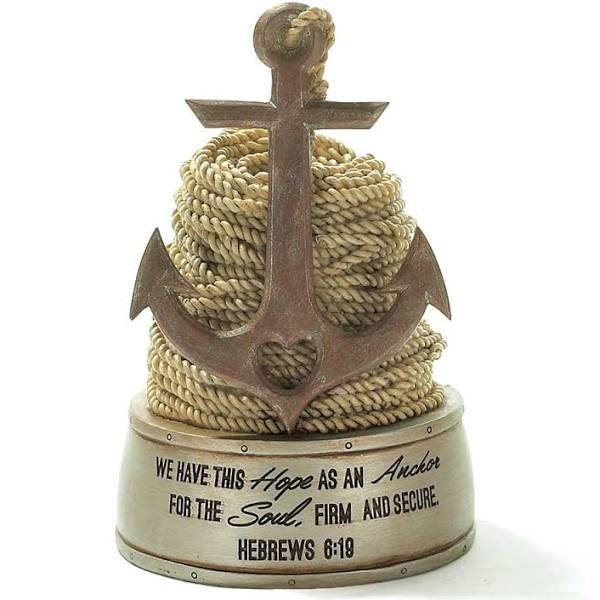 WE HAVE THIS Hope AS AN Anchor
FOR THE Soul, FIRM AND SECURE.
HEBREWS 6:19